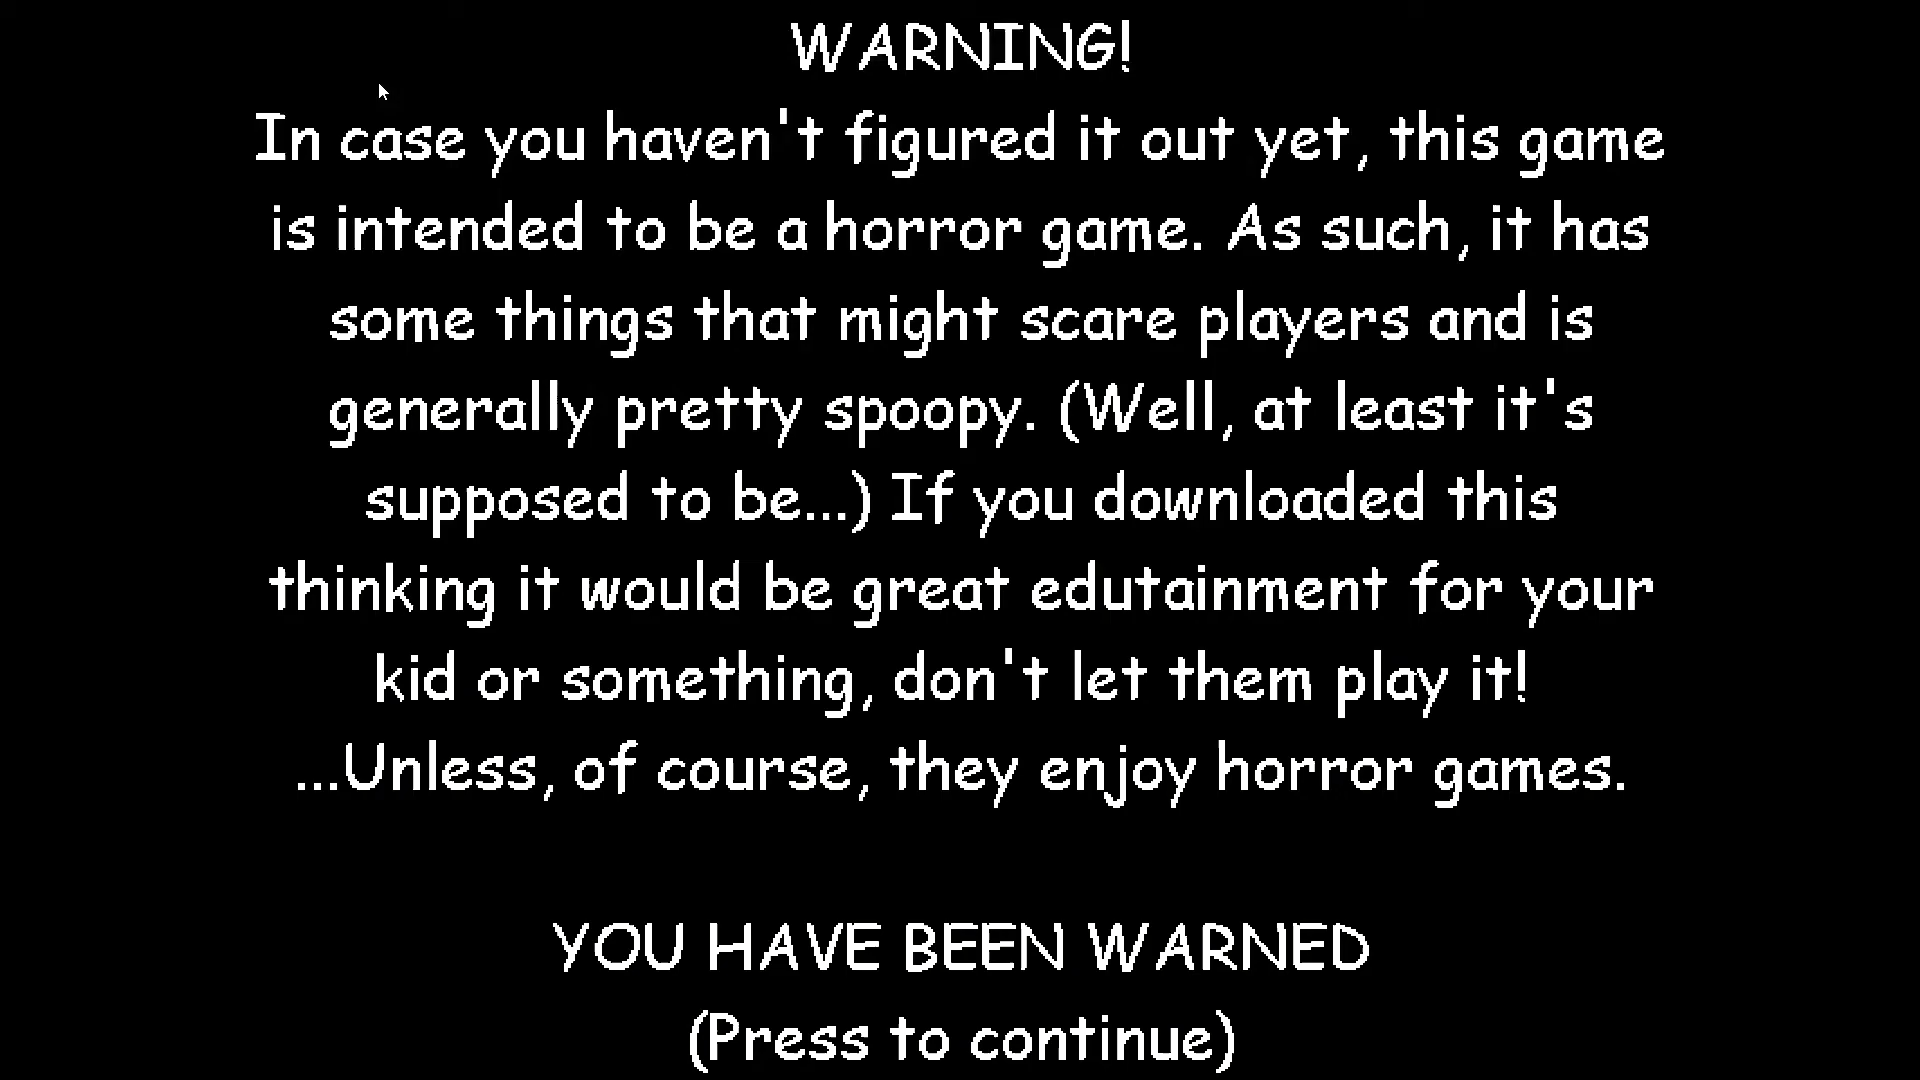 WARNING!
In case you haven't figured it out yet, this game
is intended to be a horror game. As such, it has
some things that might scare players and is
generally pretty spoopy. (Well, at least it's
supposed to be...) If you downloaded this
thinking it would be great edutainment for your
kid or something, don't let them play it!
...Unless, of course, they enjoy horror games.
YOU HAVE BEEN WARNED
(Press to continue)